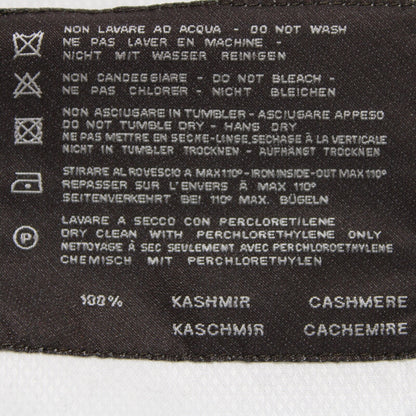 NON LAVARE AD ACQUA - DO NOT WASH
NE PAS LAVER EN MACHINE -
NICHT MIT WASSER REINIGEN
NON CANDEGGIARE - DO NOT BLEACH -
NE PAS CHLORER - NICHT BLEICHEN
NON ASCIUGARE IN TUMBLER - ASCIUGARE APPESO
DO NOT TUMBLE DRY - HANG DRY
NE PAS METTRE EN SECHE-LINGE, SECHAGE À LA VERTICALE
NICHT IN TUMBLER TROCKNEN - AUFHÄNGT TROCKNEN
STIRARE AL ROVESCIO A MAX 110° - IRON INSIDE-OUT MAX 110°
REPASSER SUR L'ENVERS À MAX 110°
SEITENVERKEHRT BEI 110° MAX. BÜGELN
LAVARE A SECCO CON PERCLORETILENE
DRY CLEAN WITH PERCHLORETHYLENE ONLY
NETTOYAGE À SEC SEULEMENT AVEC PERCHLOROETHYLENE
CHEMISCH MIT PERCHLORETHYLEN
P
100% KASHMIR CASHMERE
KASCHMIR CACHEMIRE